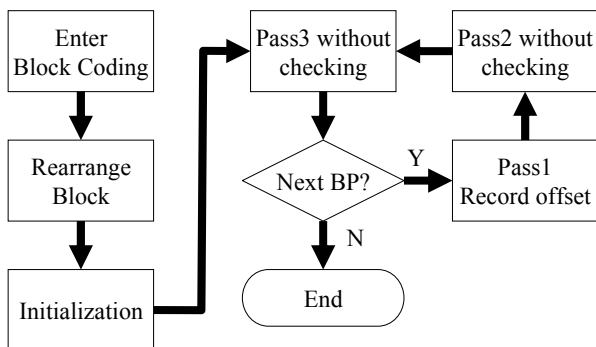 Enter
Block Coding
Rearrange
Block
Initialization
Pass3 without
checking
Next BP?
Y
N
End
Pass1
Record offset
Pass2 without
checking